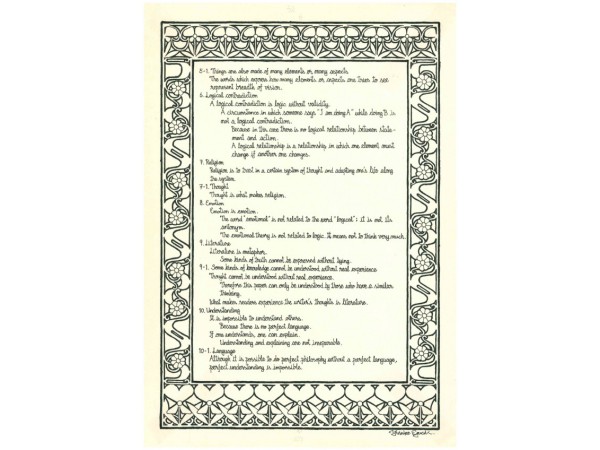 5-1. Things are also made of many elements or many aspects.
The words which express how many elements or aspects one tries to see
represent breadth of vision.
6. Logical contradiction
A logical contradiction is logic without validity.
A circumstance in which someone says "I am doing A" while doing B is
not a logical contradiction.
Because in this case there is no logical relationship between state-
ment and action.
A logical relationship is a relationship in which one element must
change if another one changes.
7. Religion
Religion is to trust in a certain system of thought and adapting one's life along
the system.
7-1. Thought
Thought is what makes religion.
8. Emotion
Emotion is emotion.
The word "emotional" is not related to the word "logical"; it is not its
antonym.
The emotional theory is not related to logic. It means not to think very much.
9. Literature
Literature is metaphor.
Some kinds of truth cannot be expressed without lying.
9-1. Some kinds of knowledge cannot be understood without real experience
Thought cannot be understood without real experience.
Therefore this paper can only be understood by those who have a similar
thinking.
What makes readers experience the writer's thoughts is literature.
10. Understanding
It is impossible to understand others.
Because there is no perfect language.
If one understands, one can explain.
Understanding and explaining are not inseparable.
10-1. Language
Although it is possible to do perfect philosophy without a perfect language,
perfect understanding is impossible.